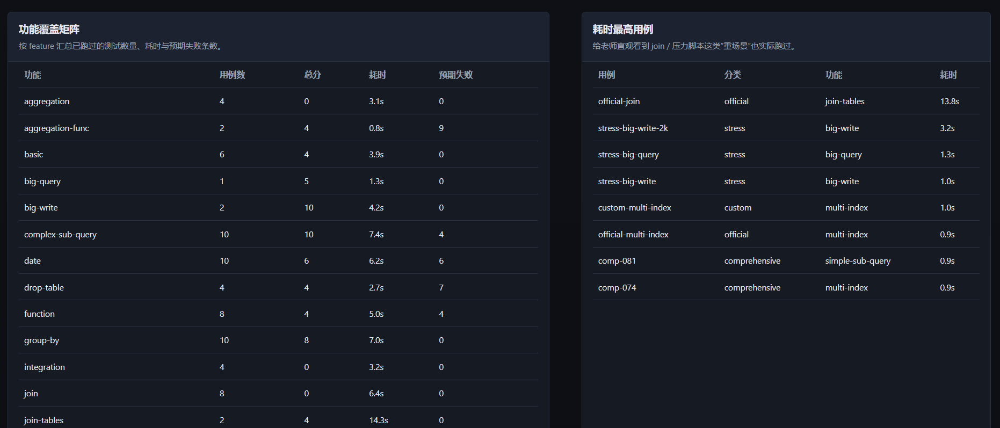 功能覆盖矩阵
按 feature 汇总已跑过的测试数量、耗时与预期失败条数。
功能 用例数 总分 耗时 预期失败
aggregation 4 0 3.1s 0
aggregation-func 2 4 0.8s 9
basic 6 4 3.9s 0
big-query 1 5 1.3s 0
big-write 2 10 4.2s 0
complex-sub-query 10 10 7.4s 4
date 10 6 6.2s 6
drop-table 4 4 2.7s 7
function 8 4 5.0s 4
group-by 10 8 7.0s 0
integration 4 0 3.2s 0
join 8 0 6.4s 0
join-tables 2 4 14.3s 0
耗时最高用例
给老师直观看到 join / 压力脚本这类“重场景”也实际跑过。
用例 分类 功能 耗时
official-join official join-tables 13.8s
stress-big-write-2k stress big-write 3.2s
stress-big-query stress big-query 1.3s
stress-big-write stress big-write 1.0s
custom-multi-index custom multi-index 1.0s
official-multi-index official multi-index 0.9s
comp-081 comprehensive simple-sub-query 0.9s
comp-074 comprehensive multi-index 0.9s